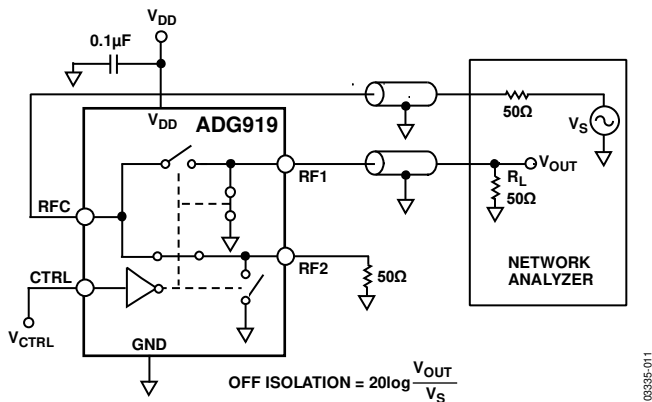 VDD
0.1µF
VDD
ADG919
50Ω
VS
VOUT
RF1
RL
50Ω
RFC
CTRL
RF2
50Ω
NETWORK
ANALYZER
VCTRL
GND
OFF ISOLATION = 20log VOUT
VS
03335-011